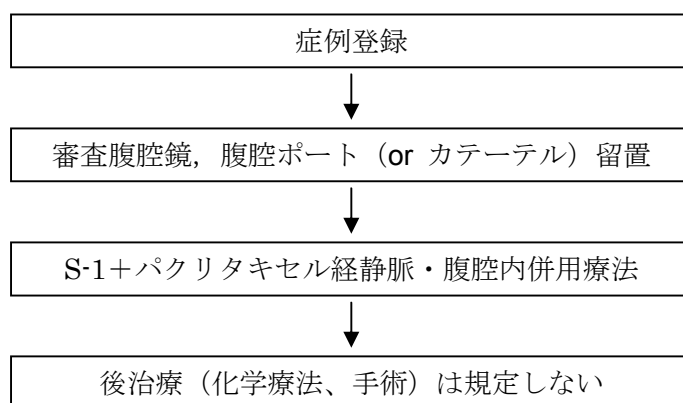 症例登録
審査腹腔鏡，腹腔ポート（or カテーテル）留置
S-1＋パクリタキセル経静脈・腹腔内併用療法
後治療（化学療法、手術）は規定しない